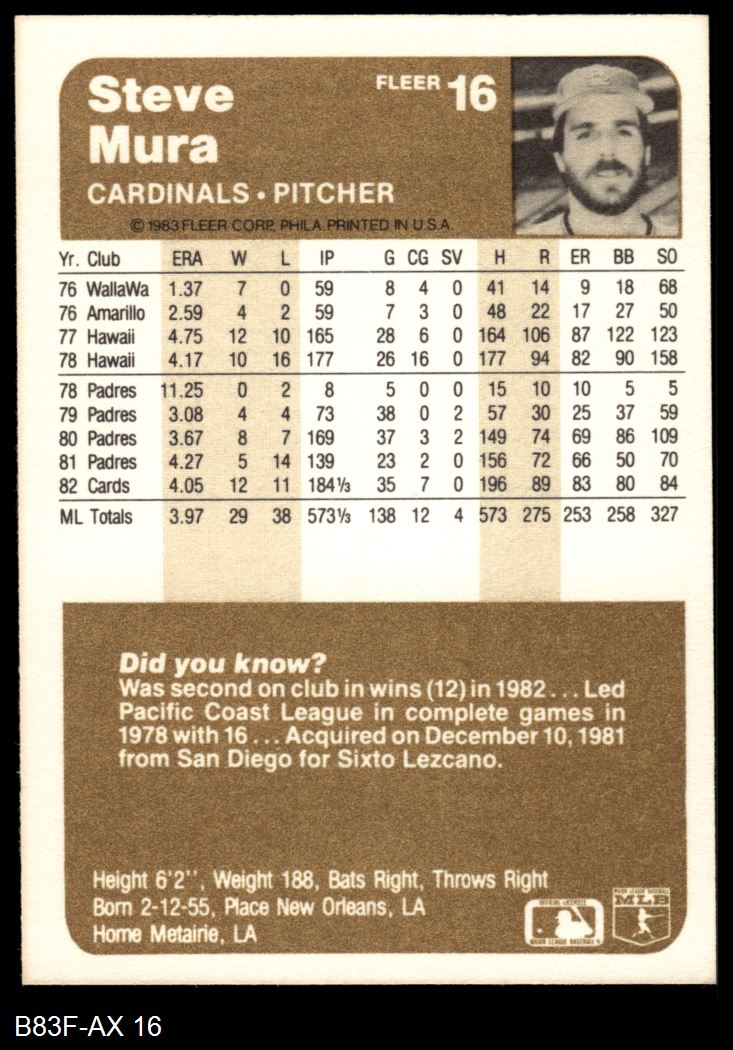 Steve
Mura
FLEER 16
CARDINALS • PITCHER
© 1983 FLEER CORP., PHILA. PRINTED IN U.S.A.
Yr. Club ERA W L IP G CG SV H R ER BB SO
76 WallaWa 1.37 7 0 59 8 4 0 41 14 9 18 68
76 Amarillo 2.59 4 2 59 7 3 0 48 22 17 27 50
77 Hawaii 4.75 12 10 165 28 6 0 164 106 87 122 123
78 Hawaii 4.17 10 16 177 26 16 0 177 94 82 90 158
78 Padres 11.25 0 2 8 5 0 0 15 10 10 5 5
79 Padres 3.08 4 4 73 38 0 2 57 30 25 37 59
80 Padres 3.67 8 7 169 37 3 2 149 74 69 86 109
81 Padres 4.27 5 14 139 23 2 0 156 72 66 50 70
82 Cards 4.05 12 11 184⅓ 35 7 0 196 89 83 80 84
ML Totals 3.97 29 38 573⅓ 138 12 4 573 275 253 258 327
Did you know?
Was second on club in wins (12) in 1982... Led
Pacific Coast League in complete games in
1978 with 16... Acquired on December 10, 1981
from San Diego for Sixto Lezcano.
Height 6'2'', Weight 188, Bats Right, Throws Right
Born 2-12-55, Place New Orleans, LA
Home Metairie, LA
OFFICIAL LICENSEE
MAJOR LEAGUE BASEBALL
MAJOR LEAGUE BASEBALL
MLB
B83F-AX 16